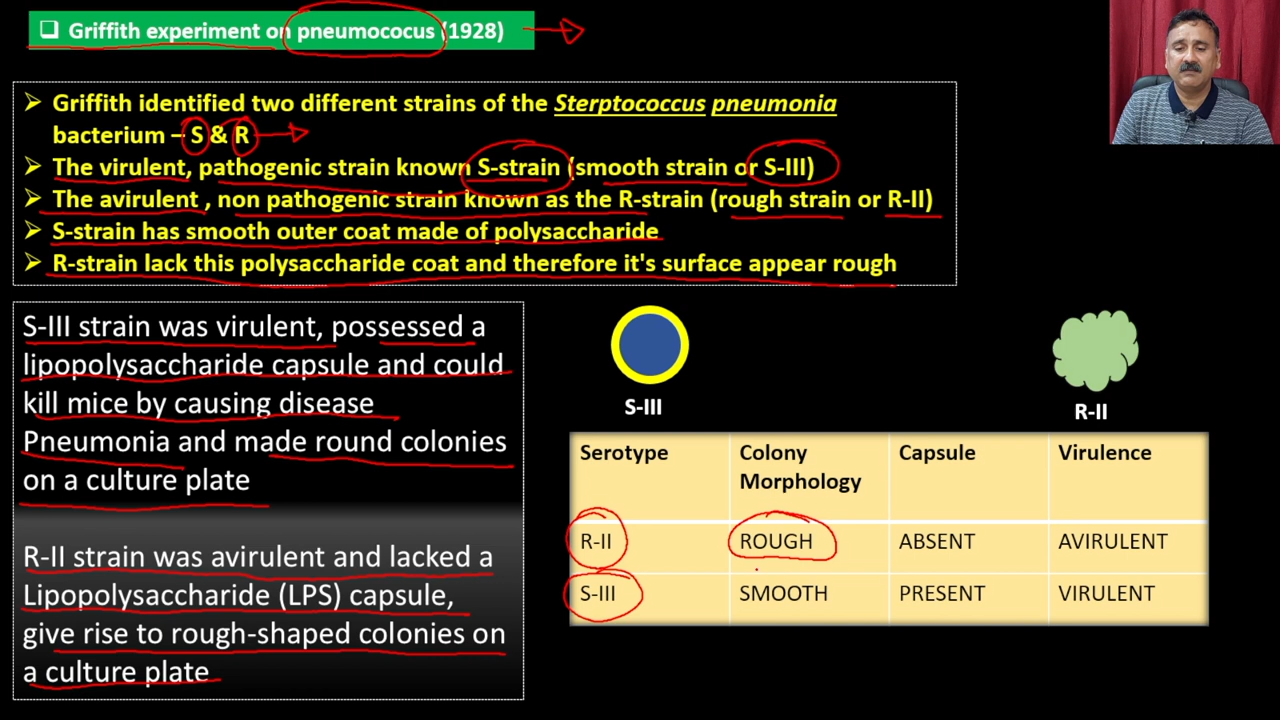 ❑ Griffith experiment on pneumococus (1928)
➢ Griffith identified two different strains of the Sterptococcus pneumonia
bacterium – S & R
➢ The virulent, pathogenic strain known S-strain (smooth strain or S-III)
➢ The avirulent , non pathogenic strain known as the R-strain (rough strain or R-II)
➢ S-strain has smooth outer coat made of polysaccharide
➢ R-strain lack this polysaccharide coat and therefore it's surface appear rough
S-III strain was virulent, possessed a
lipopolysaccharide capsule and could
kill mice by causing disease
Pneumonia and made round colonies
on a culture plate
R-II strain was avirulent and lacked a
Lipopolysaccharide (LPS) capsule,
give rise to rough-shaped colonies on
a culture plate
S-III
R-II
Serotype Colony Morphology Capsule Virulence
R-II ROUGH ABSENT AVIRULENT
S-III SMOOTH PRESENT VIRULENT